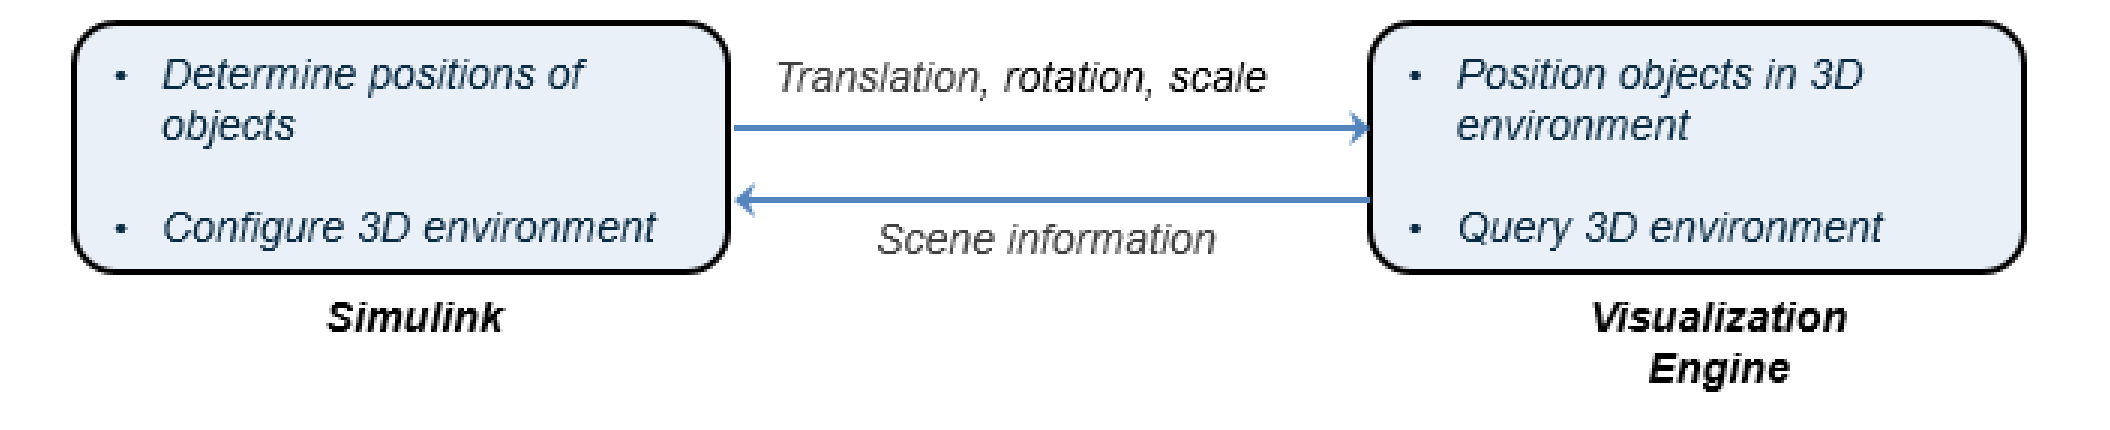 • Determine positions of
objects
• Configure 3D environment
Simulink
Translation, rotation, scale
Scene information
• Position objects in 3D
environment
• Query 3D environment
Visualization
Engine